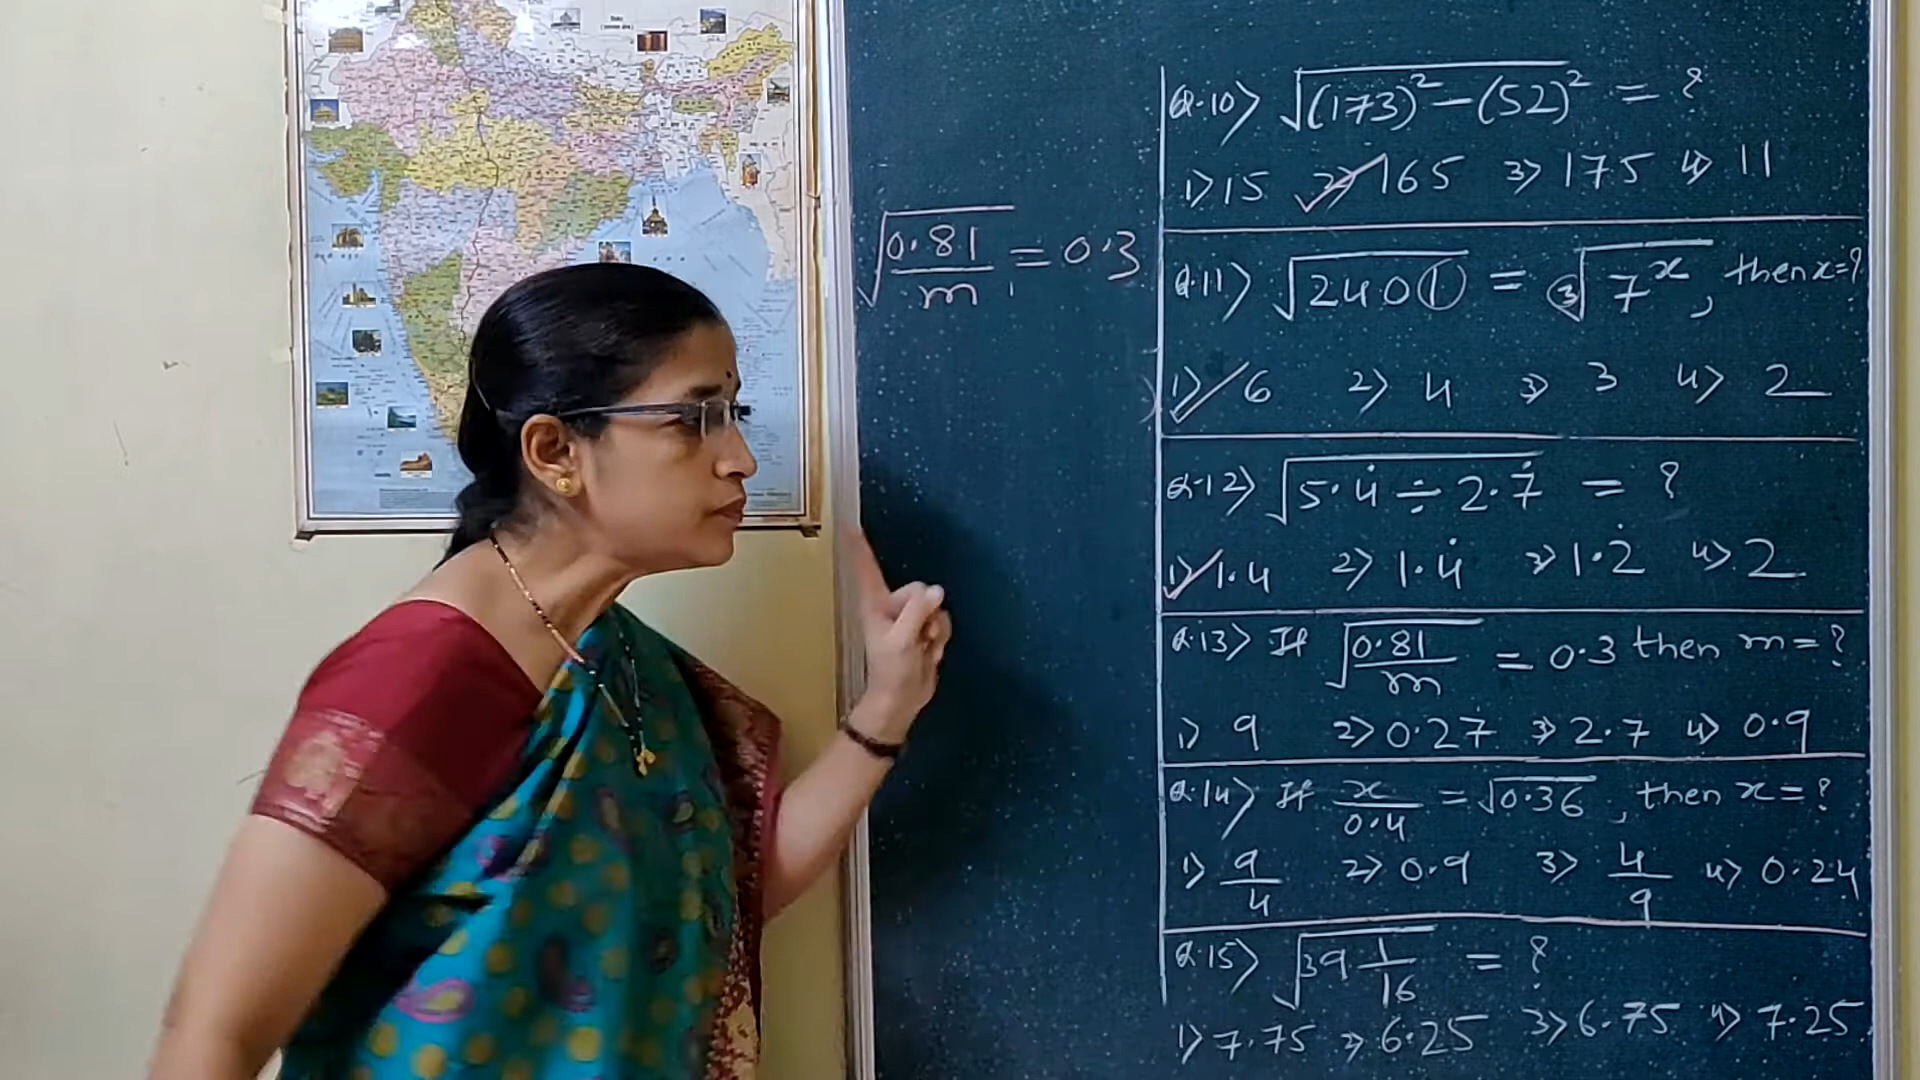 √(0.81/m) = 0.3
Q.10) √((173)² − (52)²) = ?
1) 15 2) 165 3) 175 4) 11
Q.11) √2401 = ³√(7ˣ), then x=?
1) 6 2) 4 3) 3 4) 2
Q.12) √(5.4̇ ÷ 2.7̇) = ?
1) 1.4 2) 1.4̇ 3) 1.2̇ 4) 2
Q.13) If √(0.81/m) = 0.3 then m=?
1) 9 2) 0.27 3) 2.7 4) 0.9
Q.14) If x/0.4 = √0.36, then x=?
1) 9/4 2) 0.9 3) 4/9 4) 0.24
Q.15) √(39 1/16) = ?
1) 7.75 2) 6.25 3) 6.75 4) 7.25